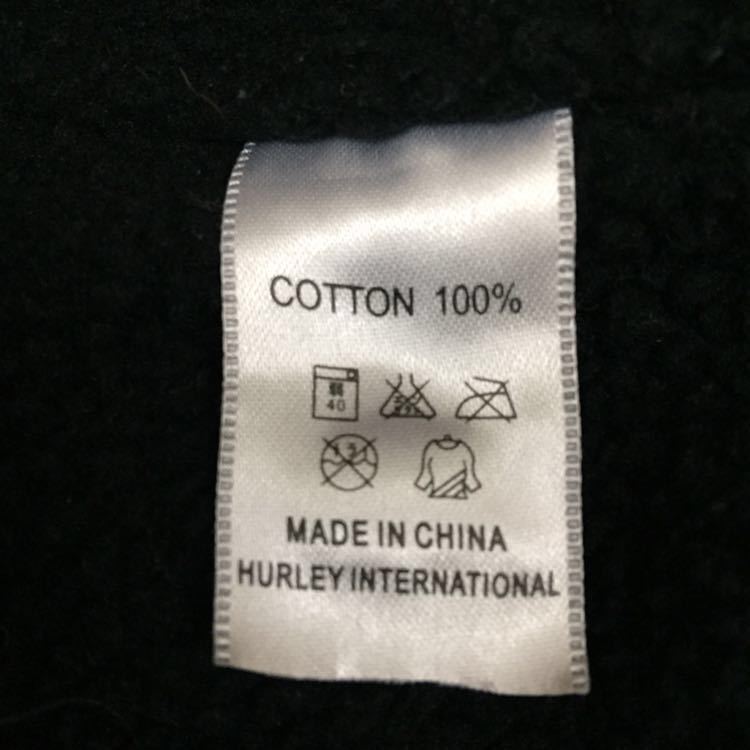 COTTON 100%
40
MADE IN CHINA
HURLEY INTERNATIONAL